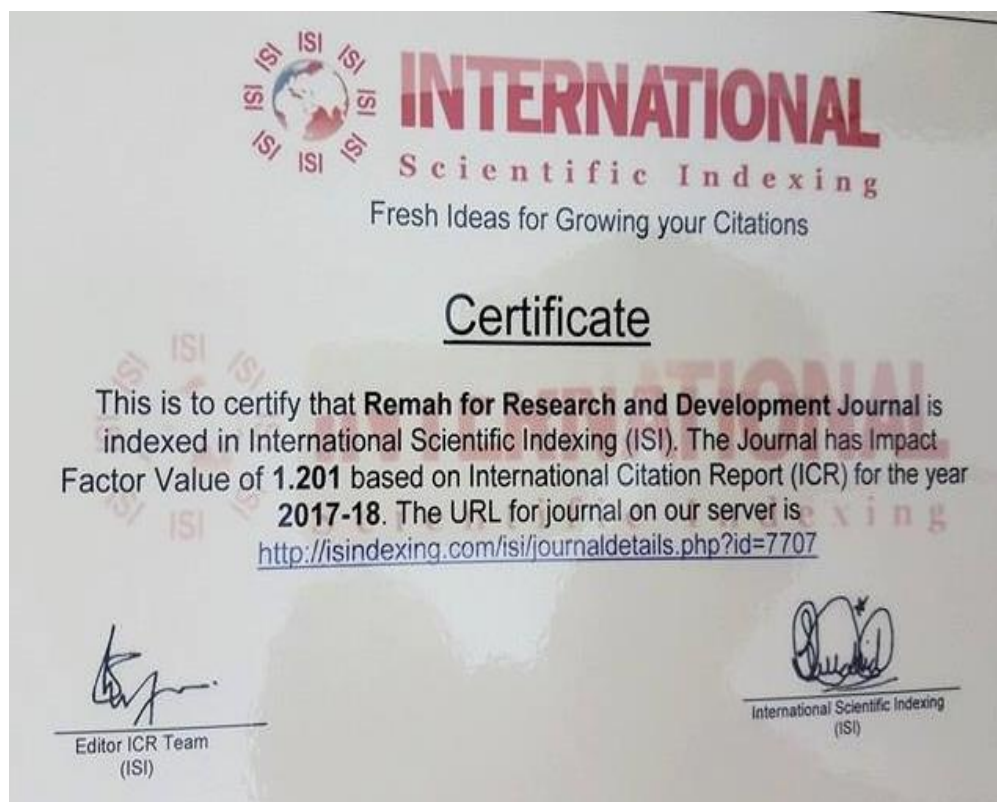 ISI ISI ISI ISI ISI ISI ISI ISI
INTERNATIONAL
Scientific Indexing
Fresh Ideas for Growing your Citations
Certificate
This is to certify that Remah for Research and Development Journal is
indexed in International Scientific Indexing (ISI). The Journal has Impact
Factor Value of 1.201 based on International Citation Report (ICR) for the year
2017-18. The URL for journal on our server is
http://isindexing.com/isi/journaldetails.php?id=7707
Editor ICR Team
(ISI)
International Scientific Indexing
(ISI)